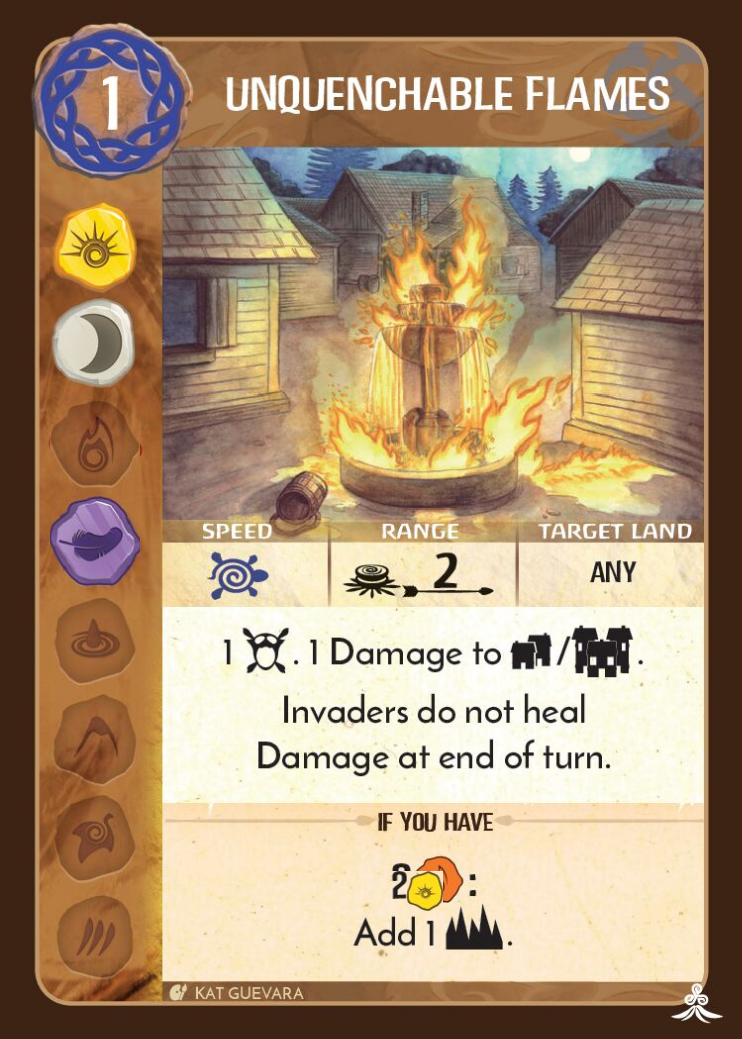 1
UNQUENCHABLE FLAMES
SPEED RANGE TARGET LAND
2 ANY
1 . 1 Damage to / .
Invaders do not heal
Damage at end of turn.
IF YOU HAVE
2 :
Add 1 .
KAT GUEVARA